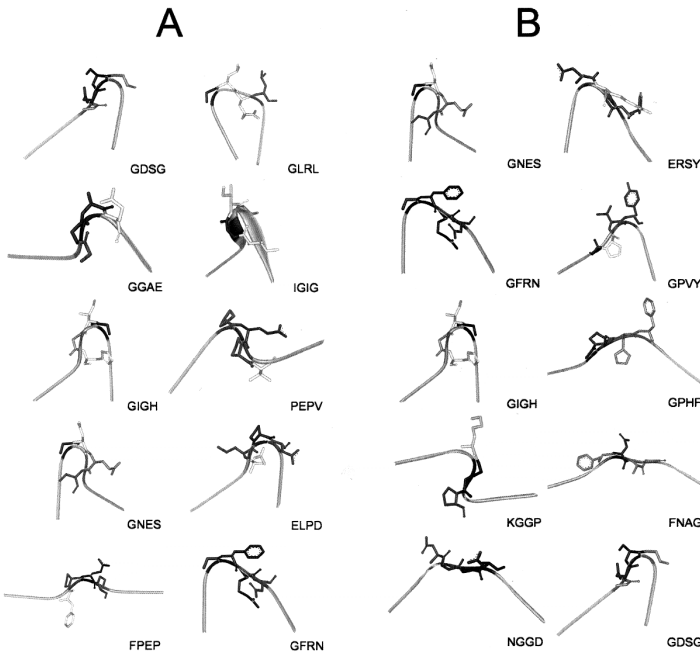 A B
GDSG GLRL GNES ERSY
GGAE IGIG GFRN GPVY
GIGH PEPV GIGH GPHF
GNES ELPD KGGP FNAG
FPEP GFRN NGGD GDSG